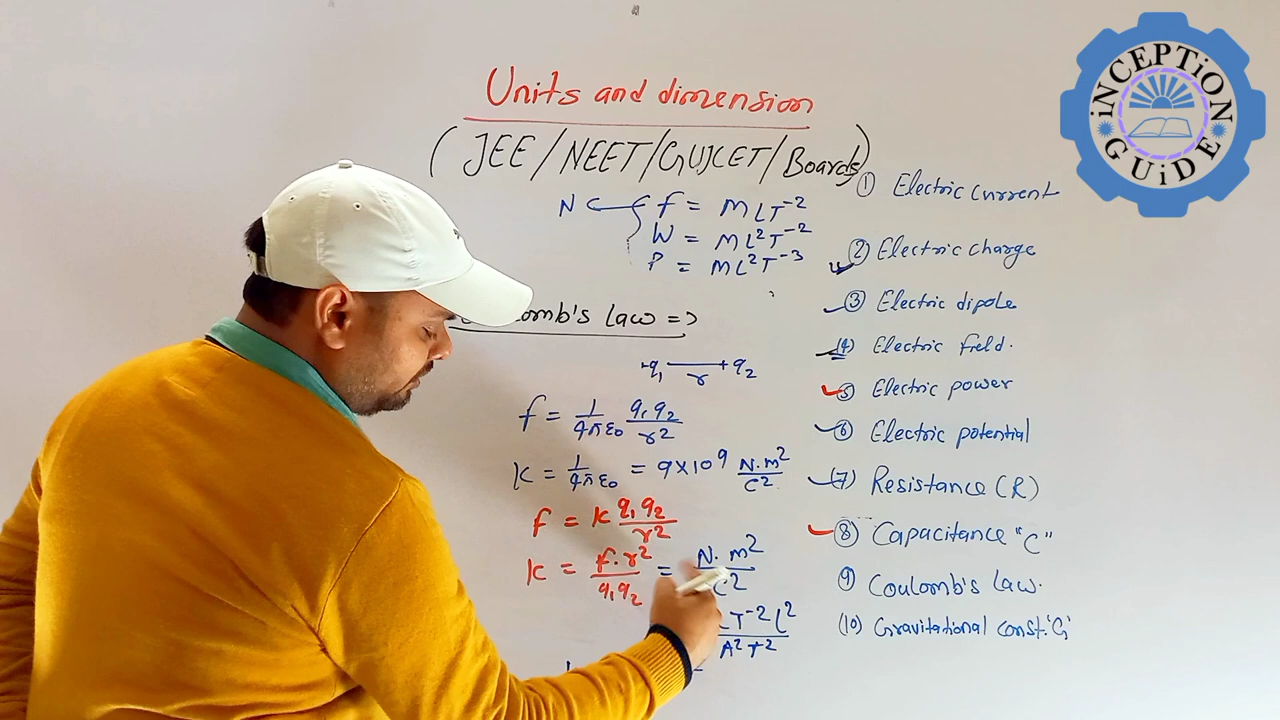 Units and dimension
(JEE/NEET/GUJCET/Boards)
N f = MLT⁻²
W = ML²T⁻²
P = ML²T⁻³
omb's Law =>
+q₁ r +q₂
f = 1/4πε₀ q₁q₂/r²
K = 1/4πε₀ = 9×10⁹ N·m²/C²
f = K q₁q₂/r²
K = f·r²/q₁q₂ = N·m²/C²
T⁻²L²/A²T²
① Electric Current
② Electric charge
③ Electric dipole
(4) Electric field.
5 Electric power
⑥ Electric potential
(7) Resistance (R)
⑧ Capacitance "C"
⑨ Coulomb's Law.
(10) Gravitational const. 'G'
iNCEPTiON
GUiDE